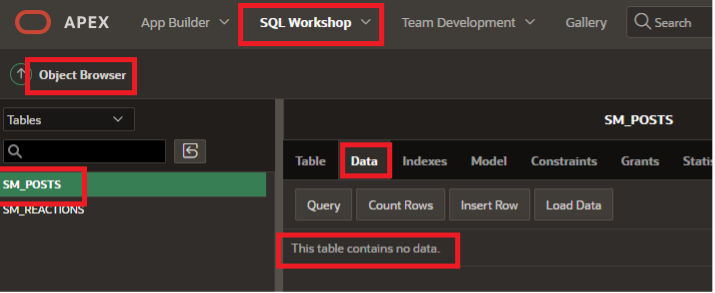 APEX App Builder SQL Workshop Team Development Gallery Search
Object Browser
Tables
SM_POSTS
SM_REACTIONS
SM_POSTS
Table Data Indexes Model Constraints Grants Statis
Query Count Rows Insert Row Load Data
This table contains no data.